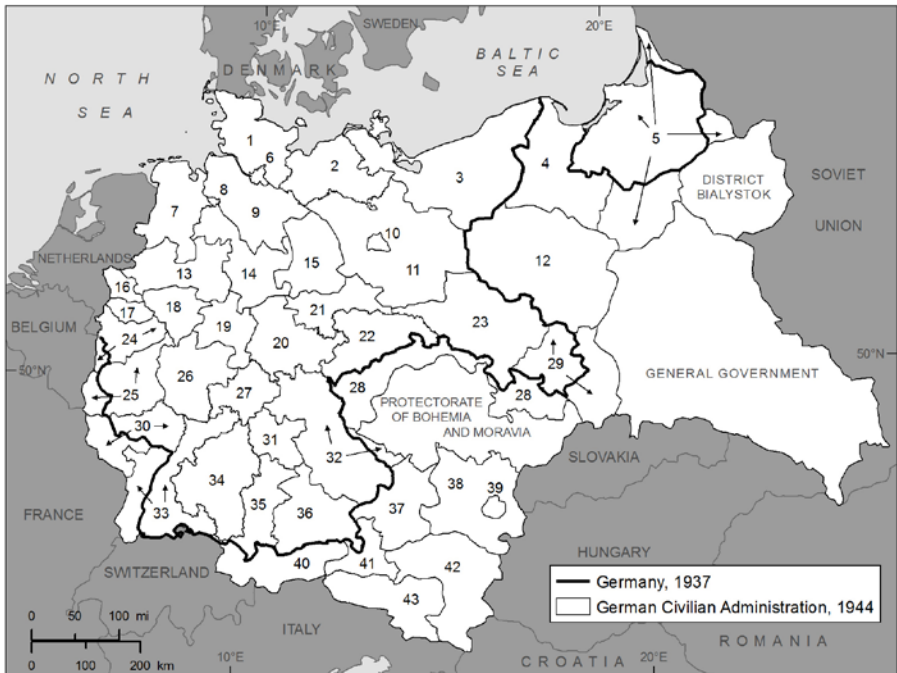 10°E
20°E
SWEDEN
NORTH
SEA
DENMARK
BALTIC
SEA
1
6
2
3
4
5
DISTRICT
BIALYSTOK
SOVIET
UNION
7
8
9
10
11
12
NETHERLANDS
13
14
15
16
17
18
19
20
21
22
23
BELGIUM
24
50°N
50°N
25
26
27
28
PROTECTORATE
OF BOHEMIA
AND MORAVIA
28
29
GENERAL GOVERNMENT
30
31
32
33
34
35
36
37
38
39
SLOVAKIA
FRANCE
SWITZERLAND
40
41
42
43
HUNGARY
ITALY
CROATIA
ROMANIA
Germany, 1937
German Civilian Administration, 1944
0 50 100 mi
0 100 200 km
10°E
20°E